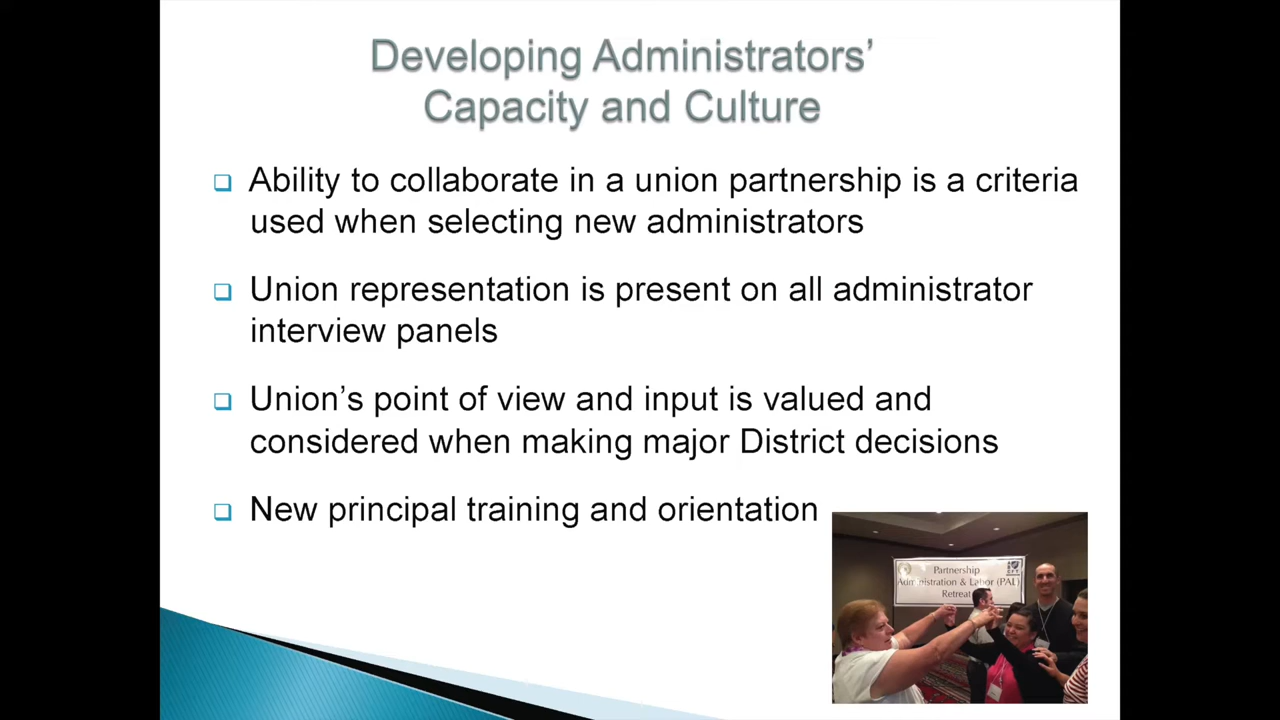 Developing Administrators’
Capacity and Culture
Ability to collaborate in a union partnership is a criteria
used when selecting new administrators
Union representation is present on all administrator
interview panels
Union’s point of view and input is valued and
considered when making major District decisions
New principal training and orientation
Partnership
Administration & Labor (PAL)
Retreat